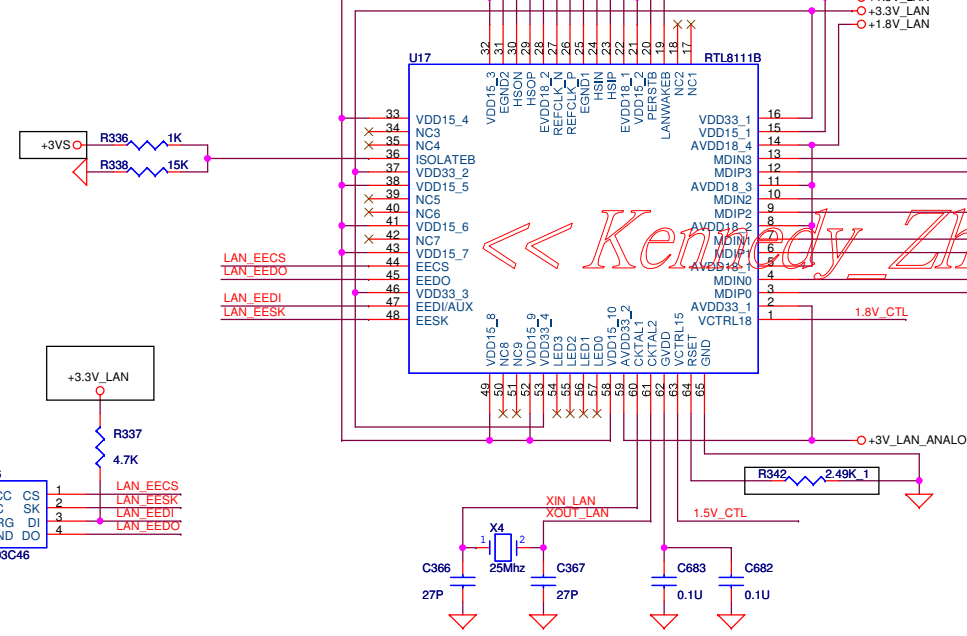 +3.3V_LAN
+1.8V_LAN
U17
RTL8111B
32 31 30 29 28 27 26 25 24 23 22 21 20 19 18 17
VDD15_3 EGND2 HSON HSOP EVDD18_2 REFCLK_N REFCLK_P EGND1 HSIN HSIP EVDD18_1 VDD15_2 PERSTB LANWAKEB NC2 NC1
33 VDD15_4
34 NC3
35 NC4
36 ISOLATEB
37 VDD33_2
38 VDD15_5
39 NC5
40 NC6
41 VDD15_6
42 NC7
43 VDD15_7
44 EECS
45 EEDO
46 VDD33_3
47 EEDI/AUX
48 EESK
VDD33_1 16
VDD15_1 15
AVDD18_4 14
MDIN3 13
MDIP3 12
AVDD18_3 11
MDIN2 10
MDIP2 9
AVDD18_2 8
MDIN1 7
MDIP1 6
AVDD18_1 5
MDIN0 4
MDIP0 3
AVDD33_1 2
VCTRL18 1
+3VS
R336 1K
R338 15K
<< Kennedy_Zh
LAN_EECS
LAN_EEDO
LAN_EEDI
LAN_EESK
1.8V_CTL
VDD15_8 NC8 NC9 VDD15_9 VDD33_4 LED3 LED2 LED1 LED0 VDD15_10 AVDD33_2 CKTAL1 CKTAL2 GVDD VCTRL15 RSET GND
49 50 51 52 53 54 55 56 57 58 59 60 61 62 63 64 65
+3.3V_LAN
R337
4.7K
+3V_LAN_ANALO
R342 2.49K_1
CS 1 LAN_EECS
SK 2 LAN_EESK
DI 3 LAN_EEDI
DO 4 LAN_EEDO
XIN_LAN
XOUT_LAN
1.5V_CTL
X4
1 2
25Mhz
C366
27P
C367
27P
C683
0.1U
C682
0.1U